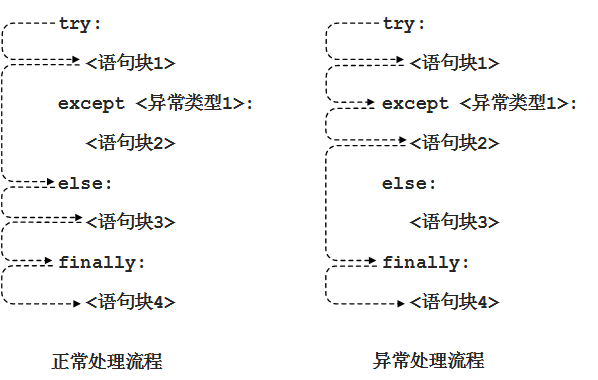 try:
<语句块1>
except <异常类型1>:
<语句块2>
else:
<语句块3>
finally:
<语句块4>
正常处理流程
try:
<语句块1>
except <异常类型1>:
<语句块2>
else:
<语句块3>
finally:
<语句块4>
异常处理流程